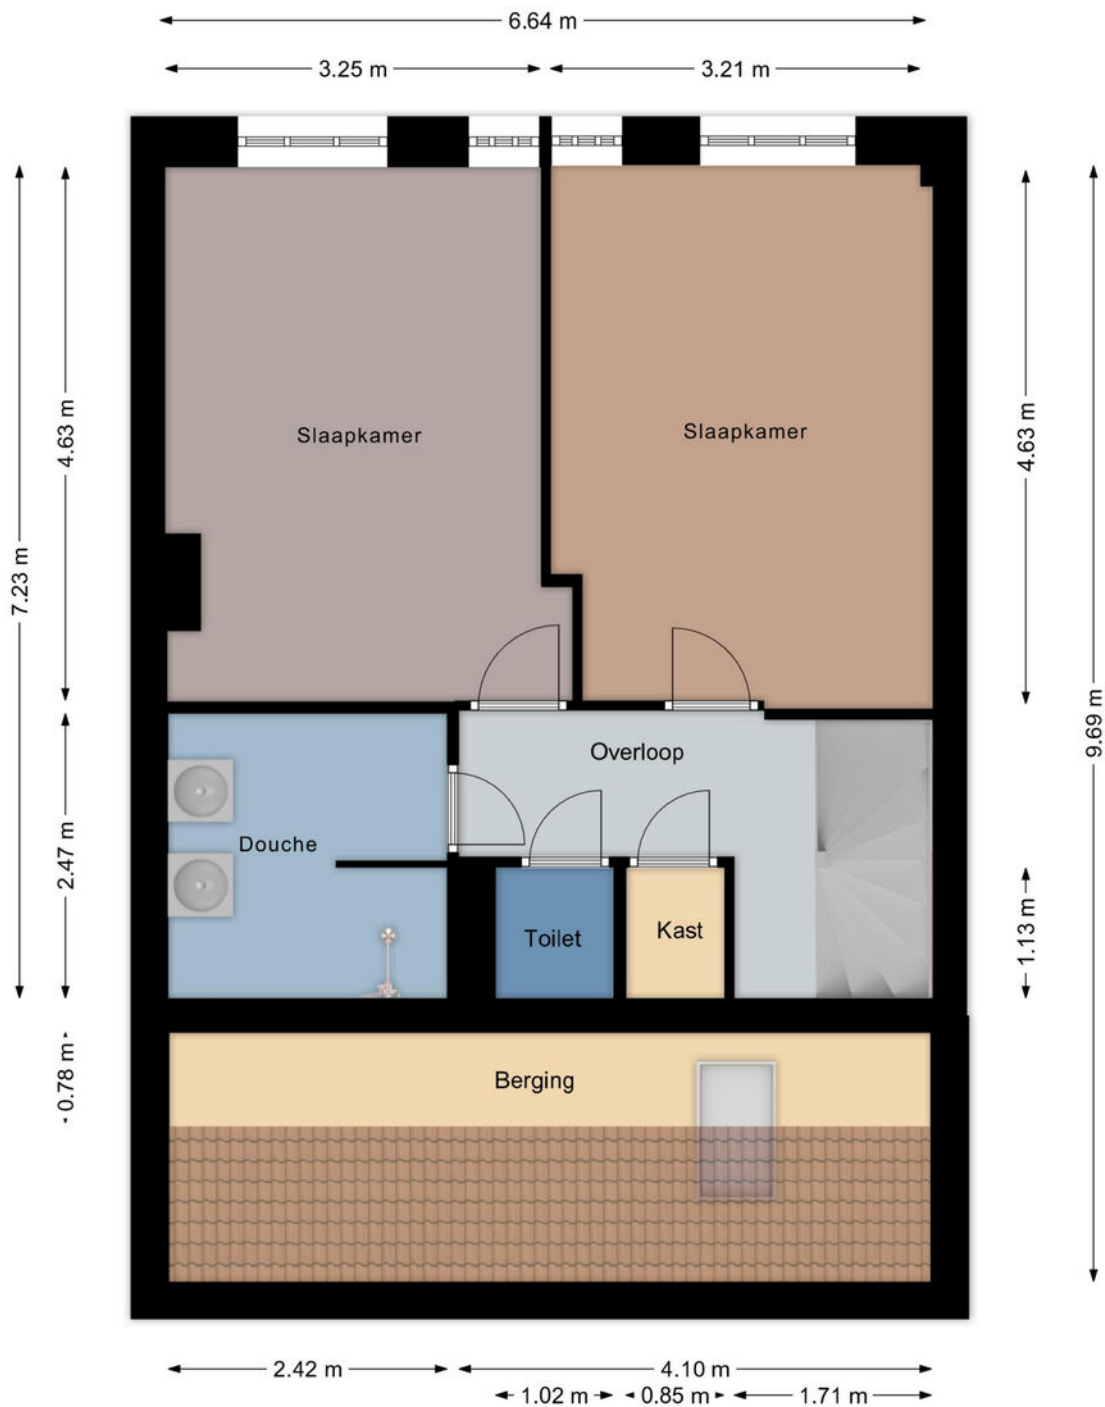 6.64 m
3.25 m
3.21 m
Slaapkamer
Slaapkamer
4.63 m
4.63 m
7.23 m
9.69 m
Overloop
Douche
2.47 m
Toilet
Kast
1.13 m
0.78 m
Berging
2.42 m
4.10 m
1.02 m
0.85 m
1.71 m